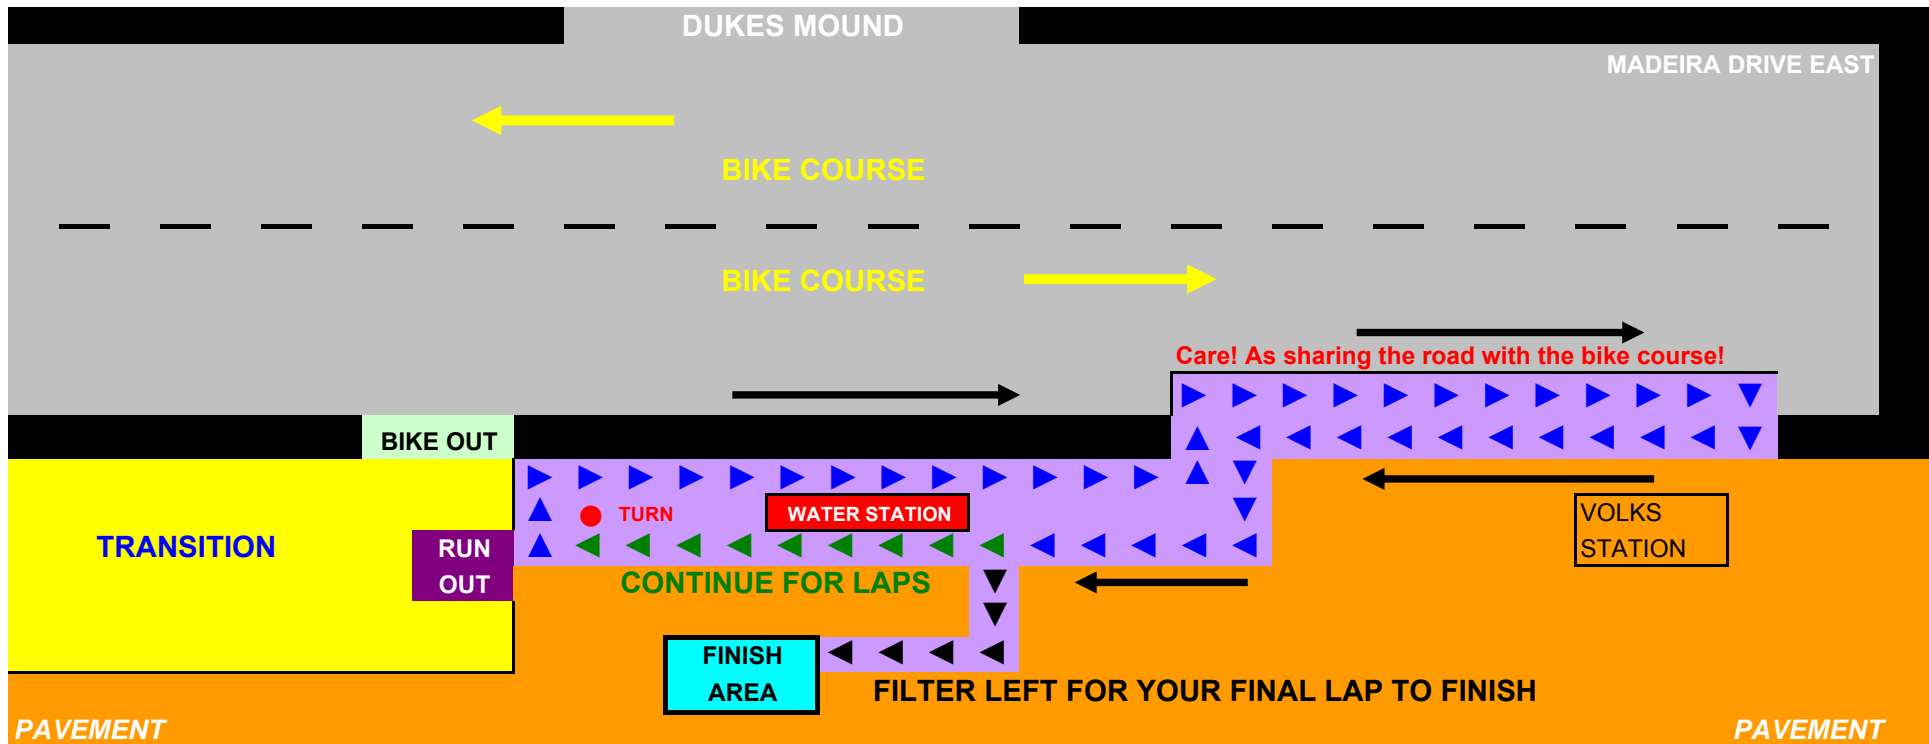 DUKES MOUND
MADEIRA DRIVE EAST
BIKE COURSE
BIKE COURSE
Care! As sharing the road with the bike course!
BIKE OUT
TURN
WATER STATION
VOLKS
STATION
TRANSITION
RUN
OUT
CONTINUE FOR LAPS
FINISH
AREA
FILTER LEFT FOR YOUR FINAL LAP TO FINISH
PAVEMENT
PAVEMENT